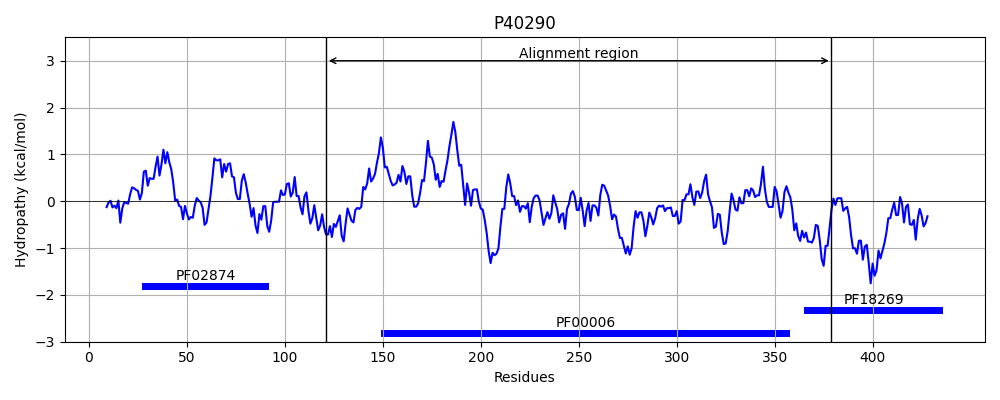 P40290
Alignment region
3
2
1
0
−1
−2
−3
Hydropathy (kcal/mol)
PF02874
PF18269
PF00006
0 50 100 150 200 250 300 350 400
Residues